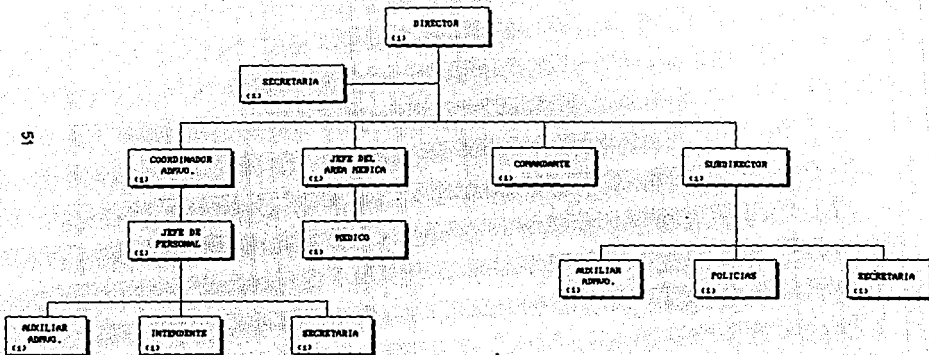 DIRECTOR
(1)
SECRETARIA
(1)
51
COORDINADOR
ADMVO.
(1)
JEFE DEL
AREA MEDICA
(1)
COMANDANTE
(1)
SUBDIRECTOR
(1)
JEFE DE
PERSONAL
(1)
MEDICO
(1)
AUXILIAR
ADMVO.
(1)
POLICIAS
(1)
SECRETARIA
(1)
AUXILIAR
ADMVO.
(1)
INTENDENTE
(1)
SECRETARIA
(1)